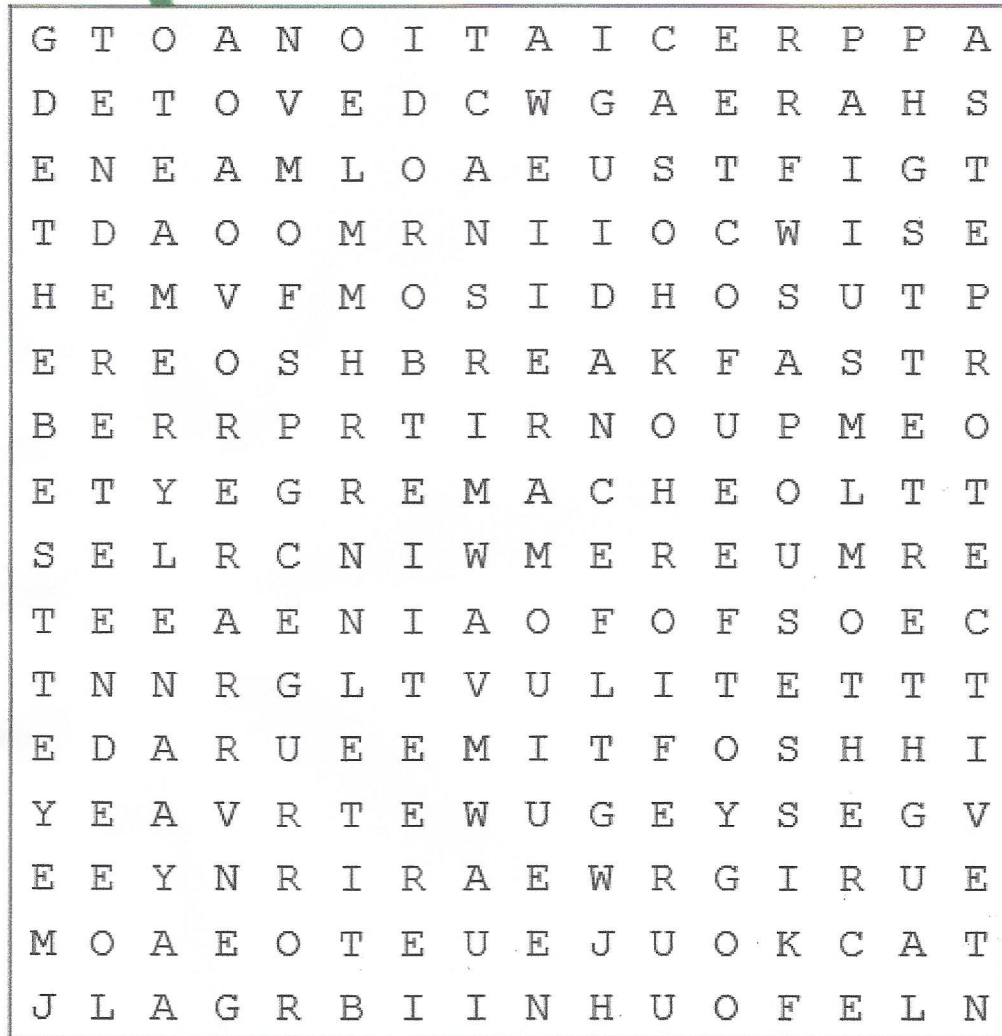 G T O A N O I T A I C E R P P A
D E T O V E D C W G A E R A H S
E N E A M L O A E U S T F I G T
T D A O O M R N I I O C W I S E
H E M V F M O S I D H O S U T P
E R E O S H B R E A K F A S T R
B E R R P R T I R N O U P M E O
E T Y E G R E M A C H E O L T T
S E L R C N I W M E R E U M R E
T E E A E N I A O F O F S O E C
T N N R G L T V U L I T E T T T
E D A R U E E M I T F O S H H I
Y E A V R T E W U G E Y S E G V
E E Y N R I R A E W R G I R U E
M O A E O T E U E J U O K C A T
J L A G R B I I N H U O F E L N